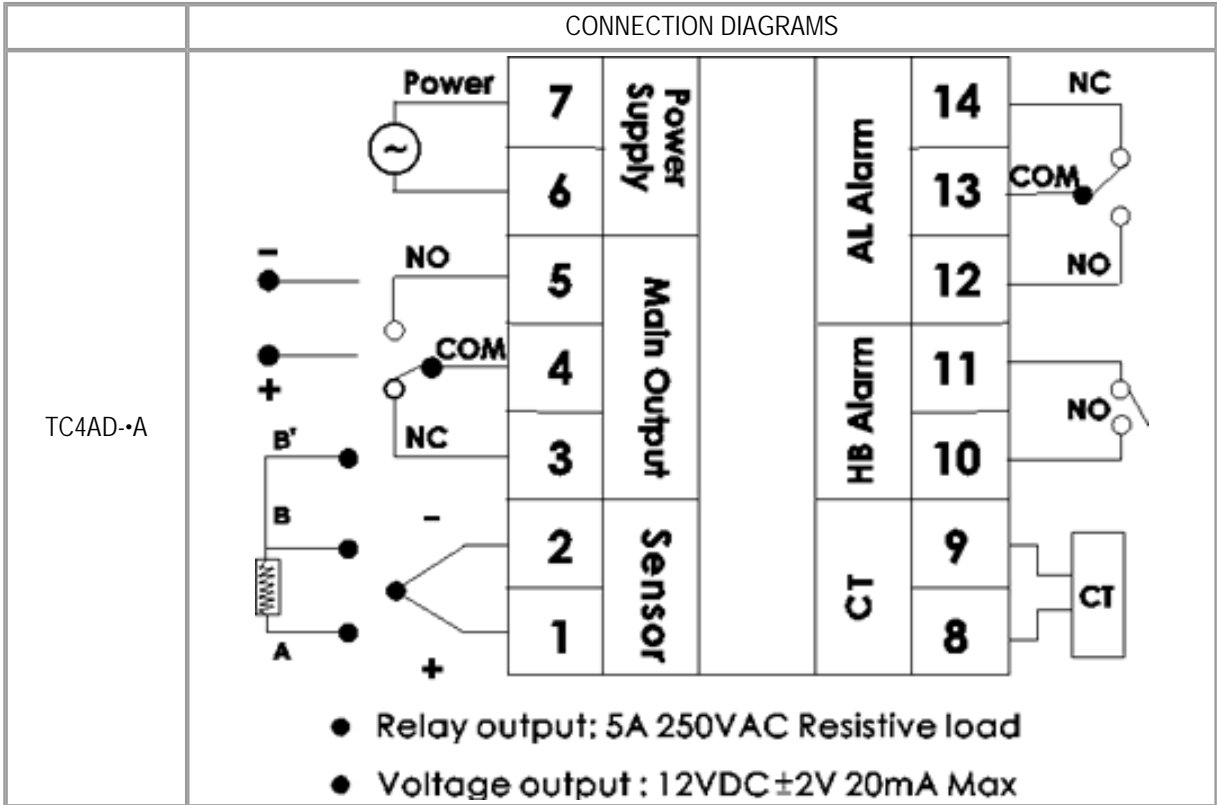 CONNECTION DIAGRAMS
TC4AD-•A
Power
7
Power Supply
6
-
NO
5
Main Output
+
COM
4
NC
3
B'
B
A
-
2
Sensor
+
1
14
NC
AL Alarm
13
COM
12
NO
11
HB Alarm
NO
10
9
CT
CT
8
~
● Relay output: 5A 250VAC Resistive load
● Voltage output : 12VDC±2V 20mA Max